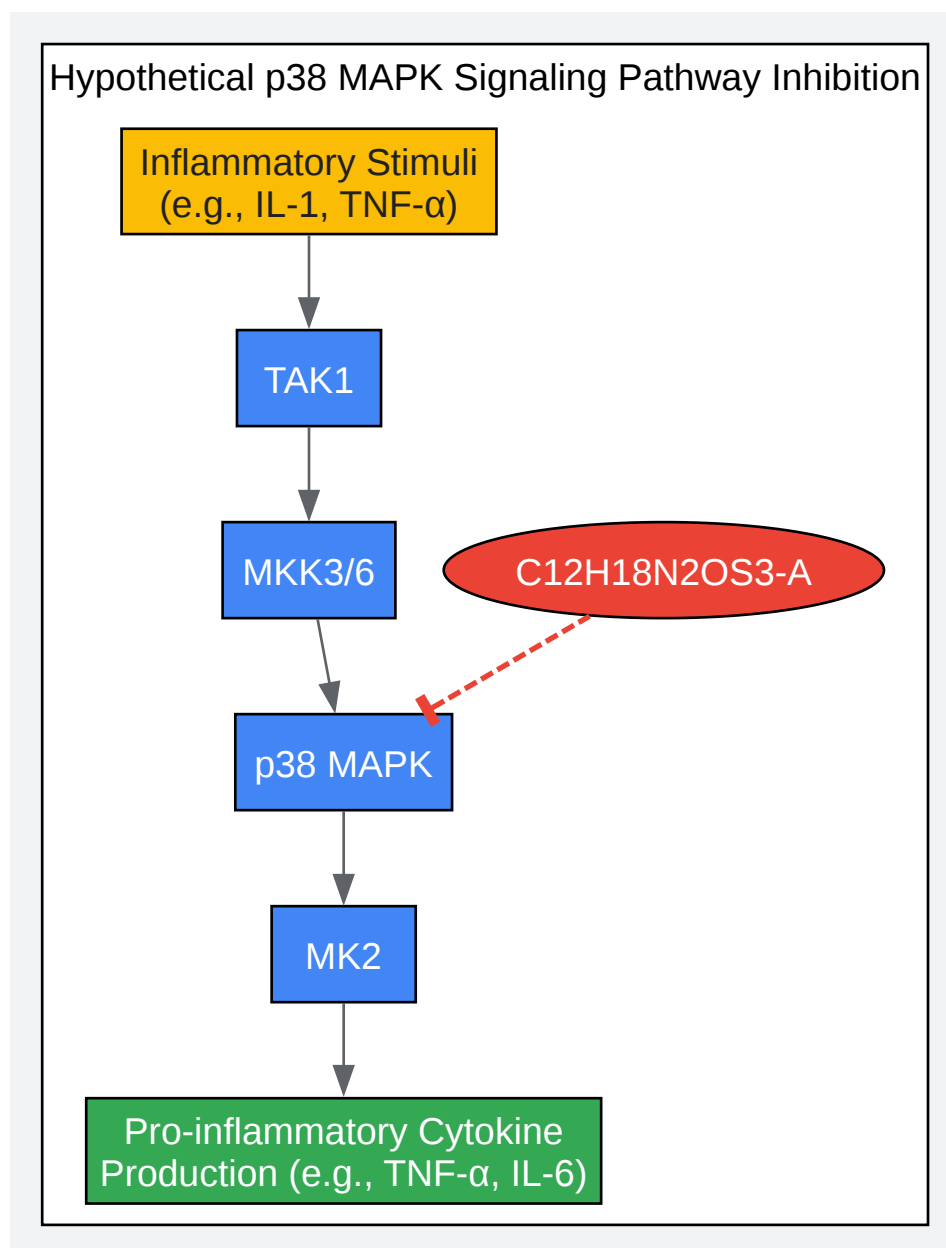 Hypothetical p38 MAPK Signaling Pathway Inhibition
Inflammatory Stimuli
(e.g., IL-1, TNF-α)
TAK1
MKK3/6
C12H18N2OS3-A
p38 MAPK
MK2
Pro-inflammatory Cytokine
Production (e.g., TNF-α, IL-6)